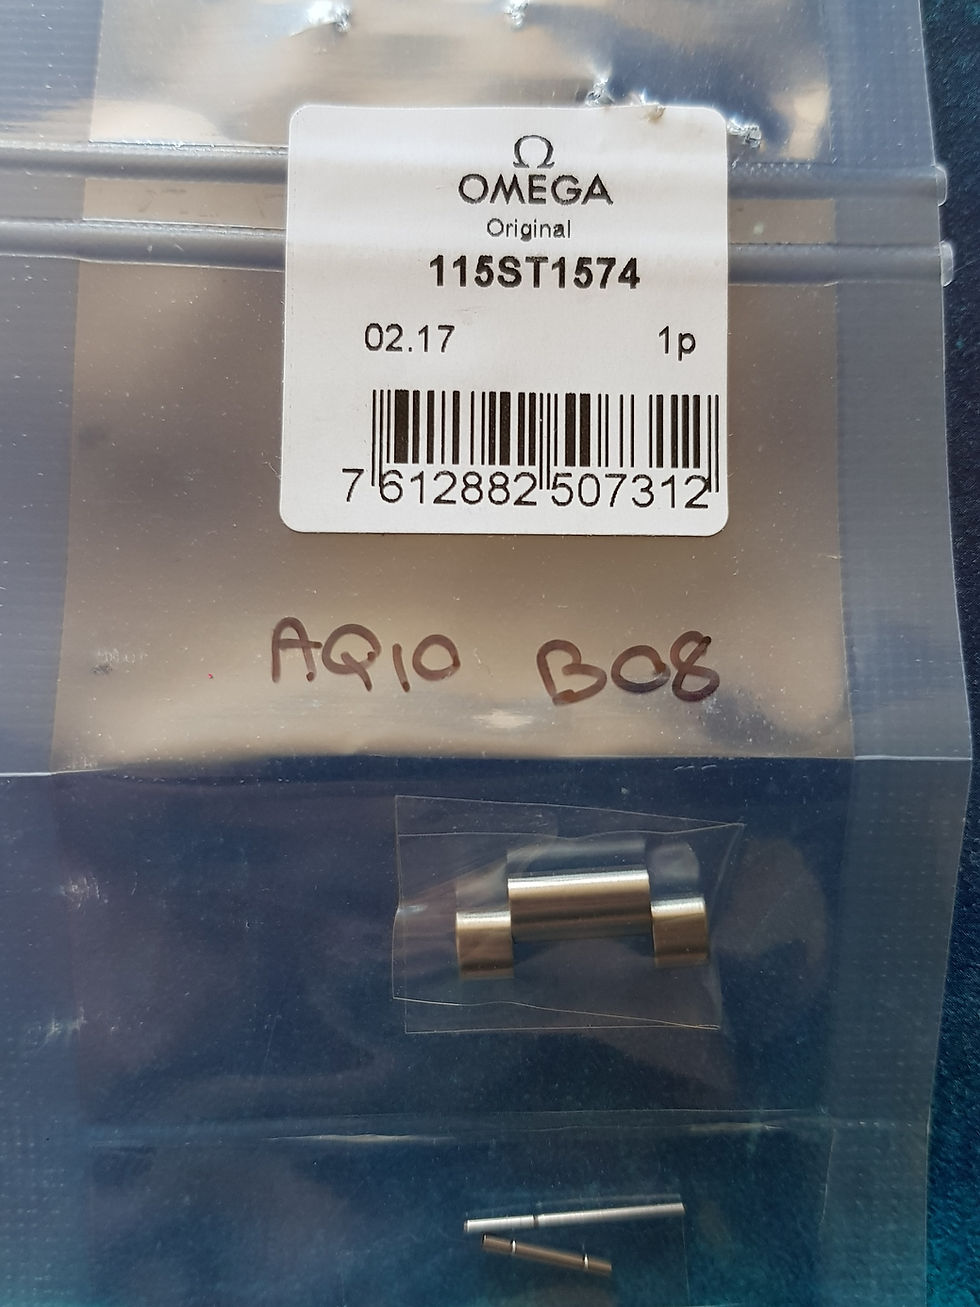 Ω
OMEGA
Original
115ST1574
02.17 1p
7 612882 507312
AQ10 B08